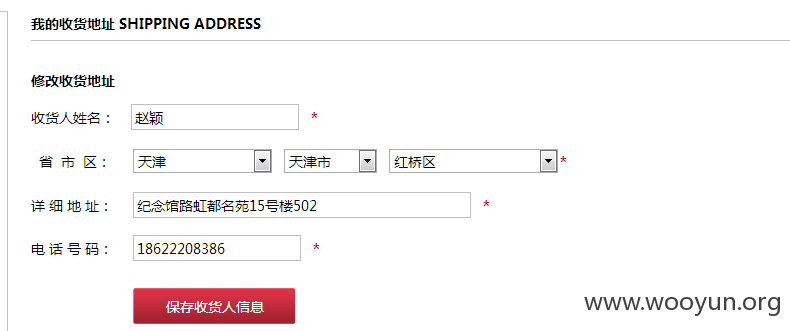 我的收货地址 SHIPPING ADDRESS
修改收货地址
收货人姓名： 赵颖 *
省 市 区： 天津 天津市 红桥区 *
详细地址： 纪念馆路虹都名苑15号楼502 *
电话号码： 18622208386 *
保存收货人信息
www.wooyun.org